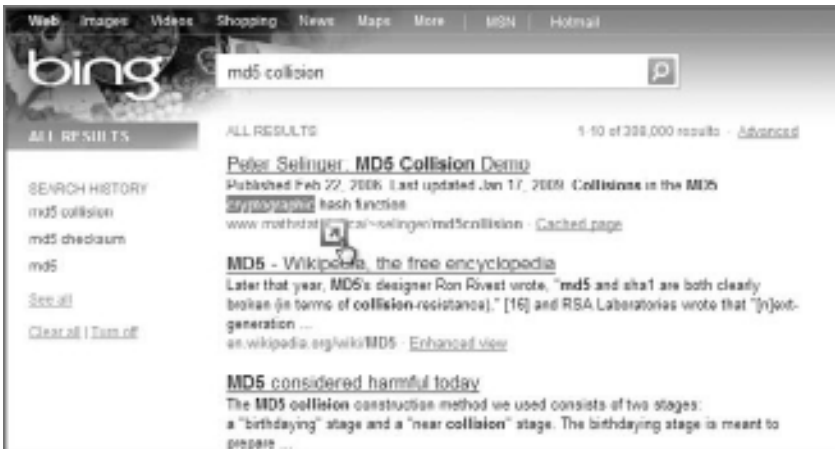 Web Images Videos Shopping News Maps More | MSN | Hotmail
bing
md5 collision
ALL RESULTS
ALL RESULTS 1-10 of 308,000 results · Advanced
SEARCH HISTORY
md5 collision
md5 checksum
md5
See all
Clear all | Turn off
Peter Selinger: MD5 Collision Demo
Published Feb 22, 2006. Last updated Jan 17, 2009. Collisions in the MD5
cryptographic hash function
www.mathstat ca/~selinger/md5collision · Cached page
MD5 - Wikipedia, the free encyclopedia
Later that year, MD5's designer Ron Rivest wrote, "md5 and sha1 are both clearly
broken (in terms of collision-resistance)," [16] and RSA Laboratories wrote that "[n]ext-
generation ...
en.wikipedia.org/wiki/MD5 · Enhanced view
MD5 considered harmful today
The MD5 collision construction method we used consists of two stages:
a "birthdaying" stage and a "near collision" stage. The birthdaying stage is meant to
prepare ...